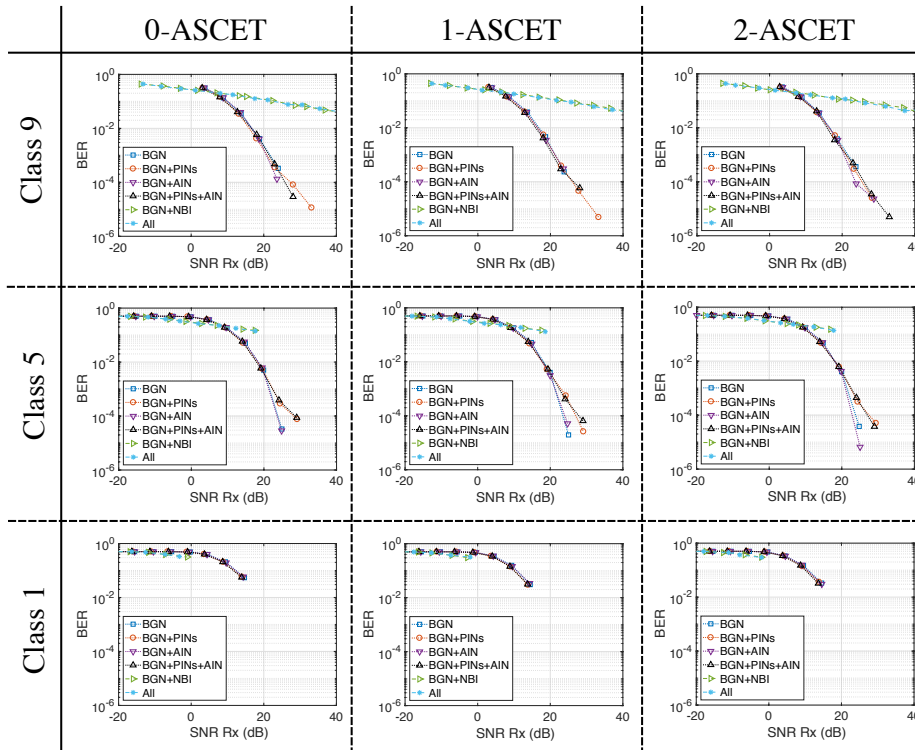 0-ASCET 1-ASCET 2-ASCET
Class 9
10^0
10^-2
10^-4
10^-6
BER
-20 0 20 40
SNR Rx (dB)
BGN
BGN+PINs
BGN+AIN
BGN+PINs+AIN
BGN+NBI
All
10^0
10^-2
10^-4
10^-6
BER
-20 0 20 40
SNR Rx (dB)
BGN
BGN+PINs
BGN+AIN
BGN+PINs+AIN
BGN+NBI
All
10^0
10^-2
10^-4
10^-6
BER
-20 0 20 40
SNR Rx (dB)
BGN
BGN+PINs
BGN+AIN
BGN+PINs+AIN
BGN+NBI
All
Class 5
10^0
10^-2
10^-4
10^-6
BER
-20 0 20 40
SNR Rx (dB)
BGN
BGN+PINs
BGN+AIN
BGN+PINs+AIN
BGN+NBI
All
10^0
10^-2
10^-4
10^-6
BER
-20 0 20 40
SNR Rx (dB)
BGN
BGN+PINs
BGN+AIN
BGN+PINs+AIN
BGN+NBI
All
10^0
10^-2
10^-4
10^-6
BER
-20 0 20 40
SNR Rx (dB)
BGN
BGN+PINs
BGN+AIN
BGN+PINs+AIN
BGN+NBI
All
Class 1
10^0
10^-2
10^-4
10^-6
BER
-20 0 20 40
SNR Rx (dB)
BGN
BGN+PINs
BGN+AIN
BGN+PINs+AIN
BGN+NBI
All
10^0
10^-2
10^-4
10^-6
BER
-20 0 20 40
SNR Rx (dB)
BGN
BGN+PINs
BGN+AIN
BGN+PINs+AIN
BGN+NBI
All
10^0
10^-2
10^-4
10^-6
BER
-20 0 20 40
SNR Rx (dB)
BGN
BGN+PINs
BGN+AIN
BGN+PINs+AIN
BGN+NBI
All